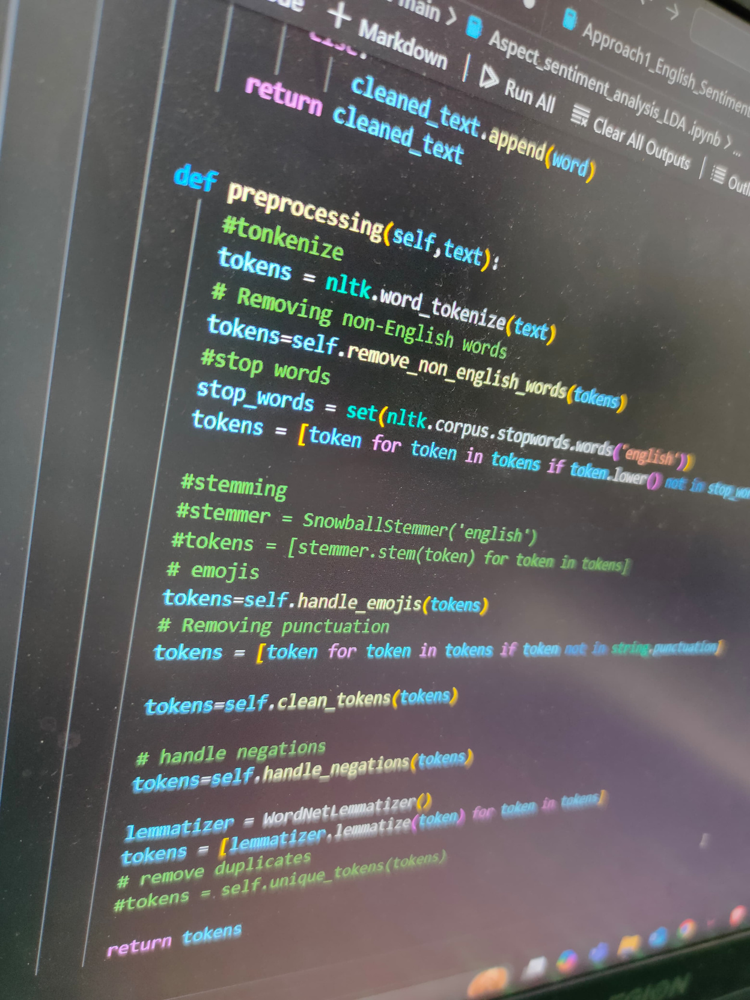 main > Aspect_sentiment_analysis_LDA .ipynb > ...
Approach1_English_Sentiment
+ Markdown | Run All Clear All Outputs |
cleaned_text.append(word)
return cleaned_text
def preprocessing(self,text):
#tonkenize
tokens = nltk.word_tokenize(text)
# Removing non-English words
tokens=self.remove_non_english_words(tokens)
#stop words
stop_words = set(nltk.corpus.stopwords.words('english'))
tokens = [token for token in tokens if token.lower() not in stop_wor
#stemming
#stemmer = SnowballStemmer('english')
#tokens = [stemmer.stem(token) for token in tokens]
# emojis
tokens=self.handle_emojis(tokens)
# Removing punctuation
tokens = [token for token in tokens if token not in string.punctuation]
tokens=self.clean_tokens(tokens)
# handle negations
tokens=self.handle_negations(tokens)
lemmatizer = WordNetLemmatizer()
tokens = [lemmatizer.lemmatize(token) for token in tokens]
# remove duplicates
#tokens = self.unique_tokens(tokens)
return tokens